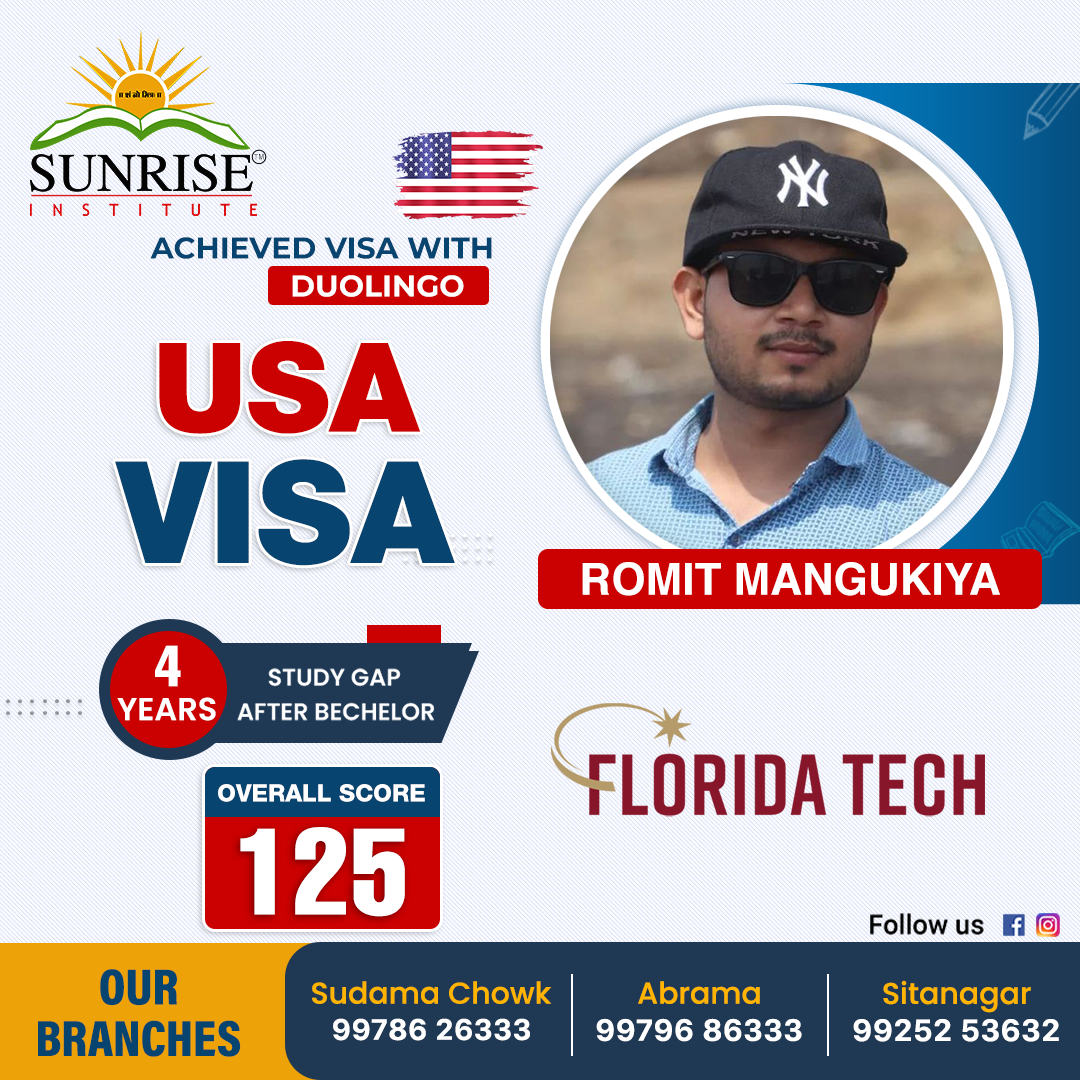 SUNRISE
TM
INSTITUTE
ACHIEVED VISA WITH
DUOLINGO
USA
VISA
NY
NEW YORK
ROMIT MANGUKIYA
4
YEARS
STUDY GAP
AFTER BECHELOR
OVERALL SCORE
125
FLORIDA TECH
Follow us
OUR
BRANCHES
Sudama Chowk
99786 26333
Abrama
99796 86333
Sitanagar
99252 53632